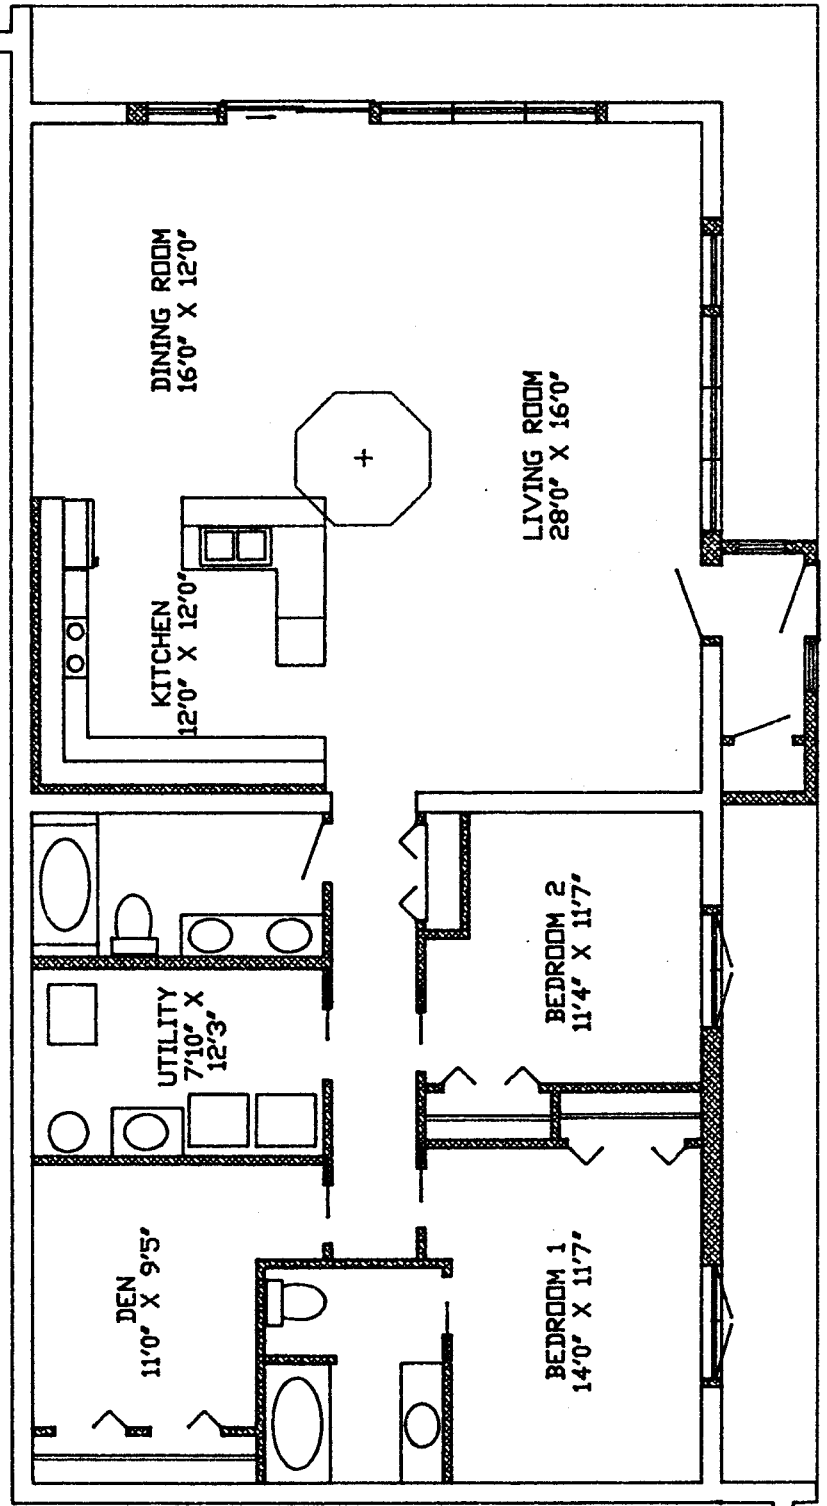 DINING ROOM
16'0" X 12'0"
LIVING ROOM
28'0" X 16'0"
KITCHEN
12'0" X 12'0"
UTILITY
7'10" X
12'3"
BEDROOM 2
11'4" X 11'7"
DEN
11'0" X 9'5"
BEDROOM 1
14'0" X 11'7"